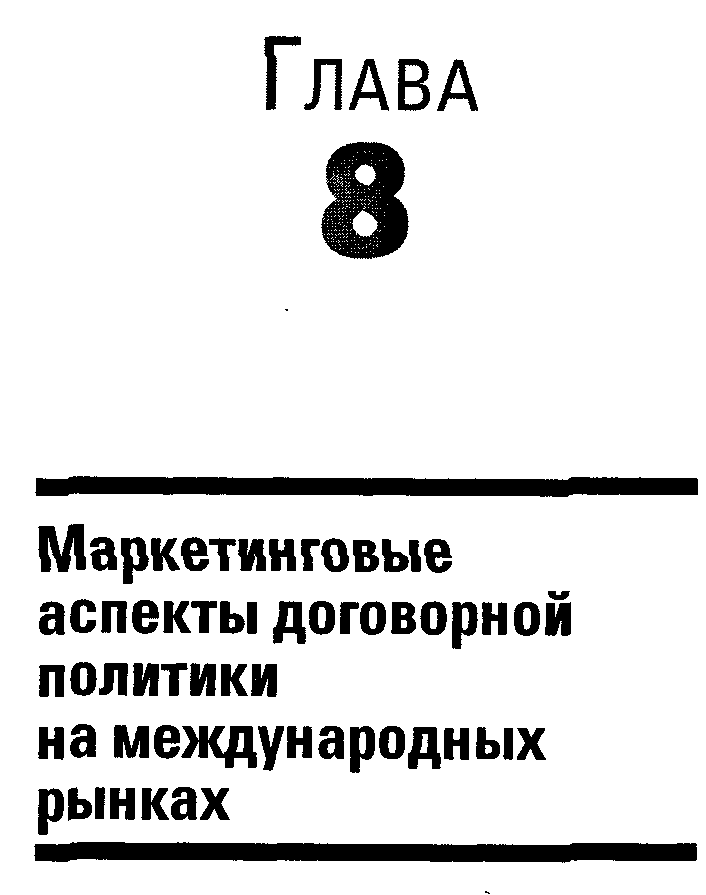 ГЛАВА
8
Маркетинговые
аспекты договорной
политики
на международных
рынках